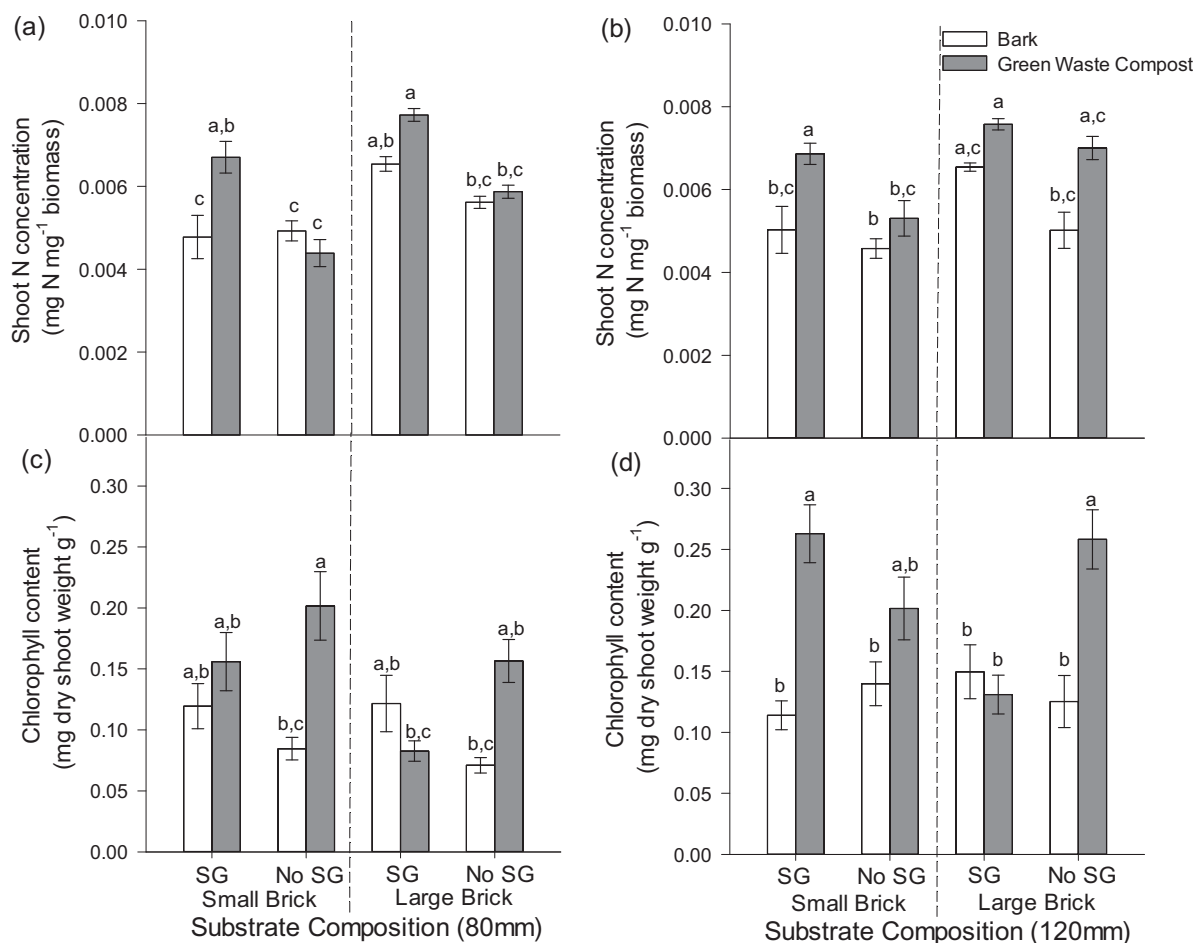 (a)
Shoot N concentration
(mg N mg⁻¹ biomass)
0.010
0.008
0.006
0.004
0.002
0.000
c
a,b
c
c
a,b
a
b,c
b,c
(b)
Bark
Green Waste Compost
Shoot N concentration
(mg N mg⁻¹ biomass)
0.010
0.008
0.006
0.004
0.002
0.000
b,c
a
b
b,c
a,c
a
b,c
a,c
(c)
Chlorophyll content
(mg dry shoot weight g⁻¹)
0.30
0.25
0.20
0.15
0.10
0.05
0.00
a,b
a,b
b,c
a
a,b
b,c
b,c
a,b
SG No SG SG No SG
Small Brick Large Brick
Substrate Composition (80mm)
(d)
Chlorophyll content
(mg dry shoot weight g⁻¹)
0.30
0.25
0.20
0.15
0.10
0.05
0.00
b
a
b
a,b
b
b
b
a
SG No SG SG No SG
Small Brick Large Brick
Substrate Composition (120mm)